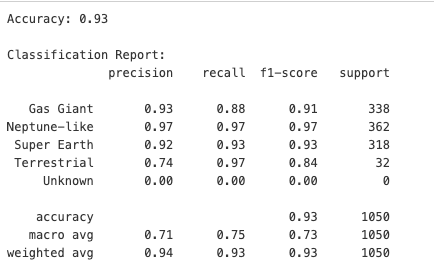 Accuracy: 0.93
Classification Report:
precision recall f1-score support
Gas Giant 0.93 0.88 0.91 338
Neptune-like 0.97 0.97 0.97 362
Super Earth 0.92 0.93 0.93 318
Terrestrial 0.74 0.97 0.84 32
Unknown 0.00 0.00 0.00 0
accuracy 0.93 1050
macro avg 0.71 0.75 0.73 1050
weighted avg 0.94 0.93 0.93 1050